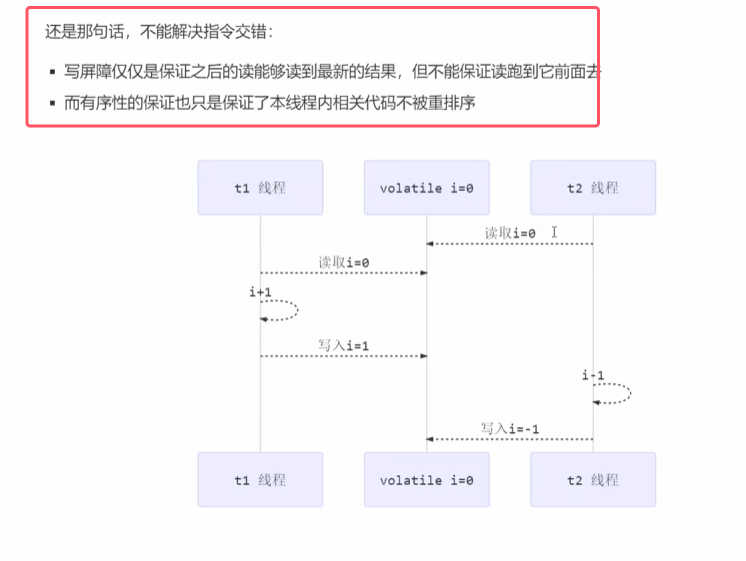 还是那句话，不能解决指令交错：
写屏障仅仅是保证之后的读能够读到最新的结果，但不能保证读跑到它前面去
而有序性的保证也只是保证了本线程内相关代码不被重排序
t1 线程
volatile i=0
t2 线程
读取i=0
读取i=0
i+1
写入i=1
i-1
写入i=-1
t1 线程
volatile i=0
t2 线程